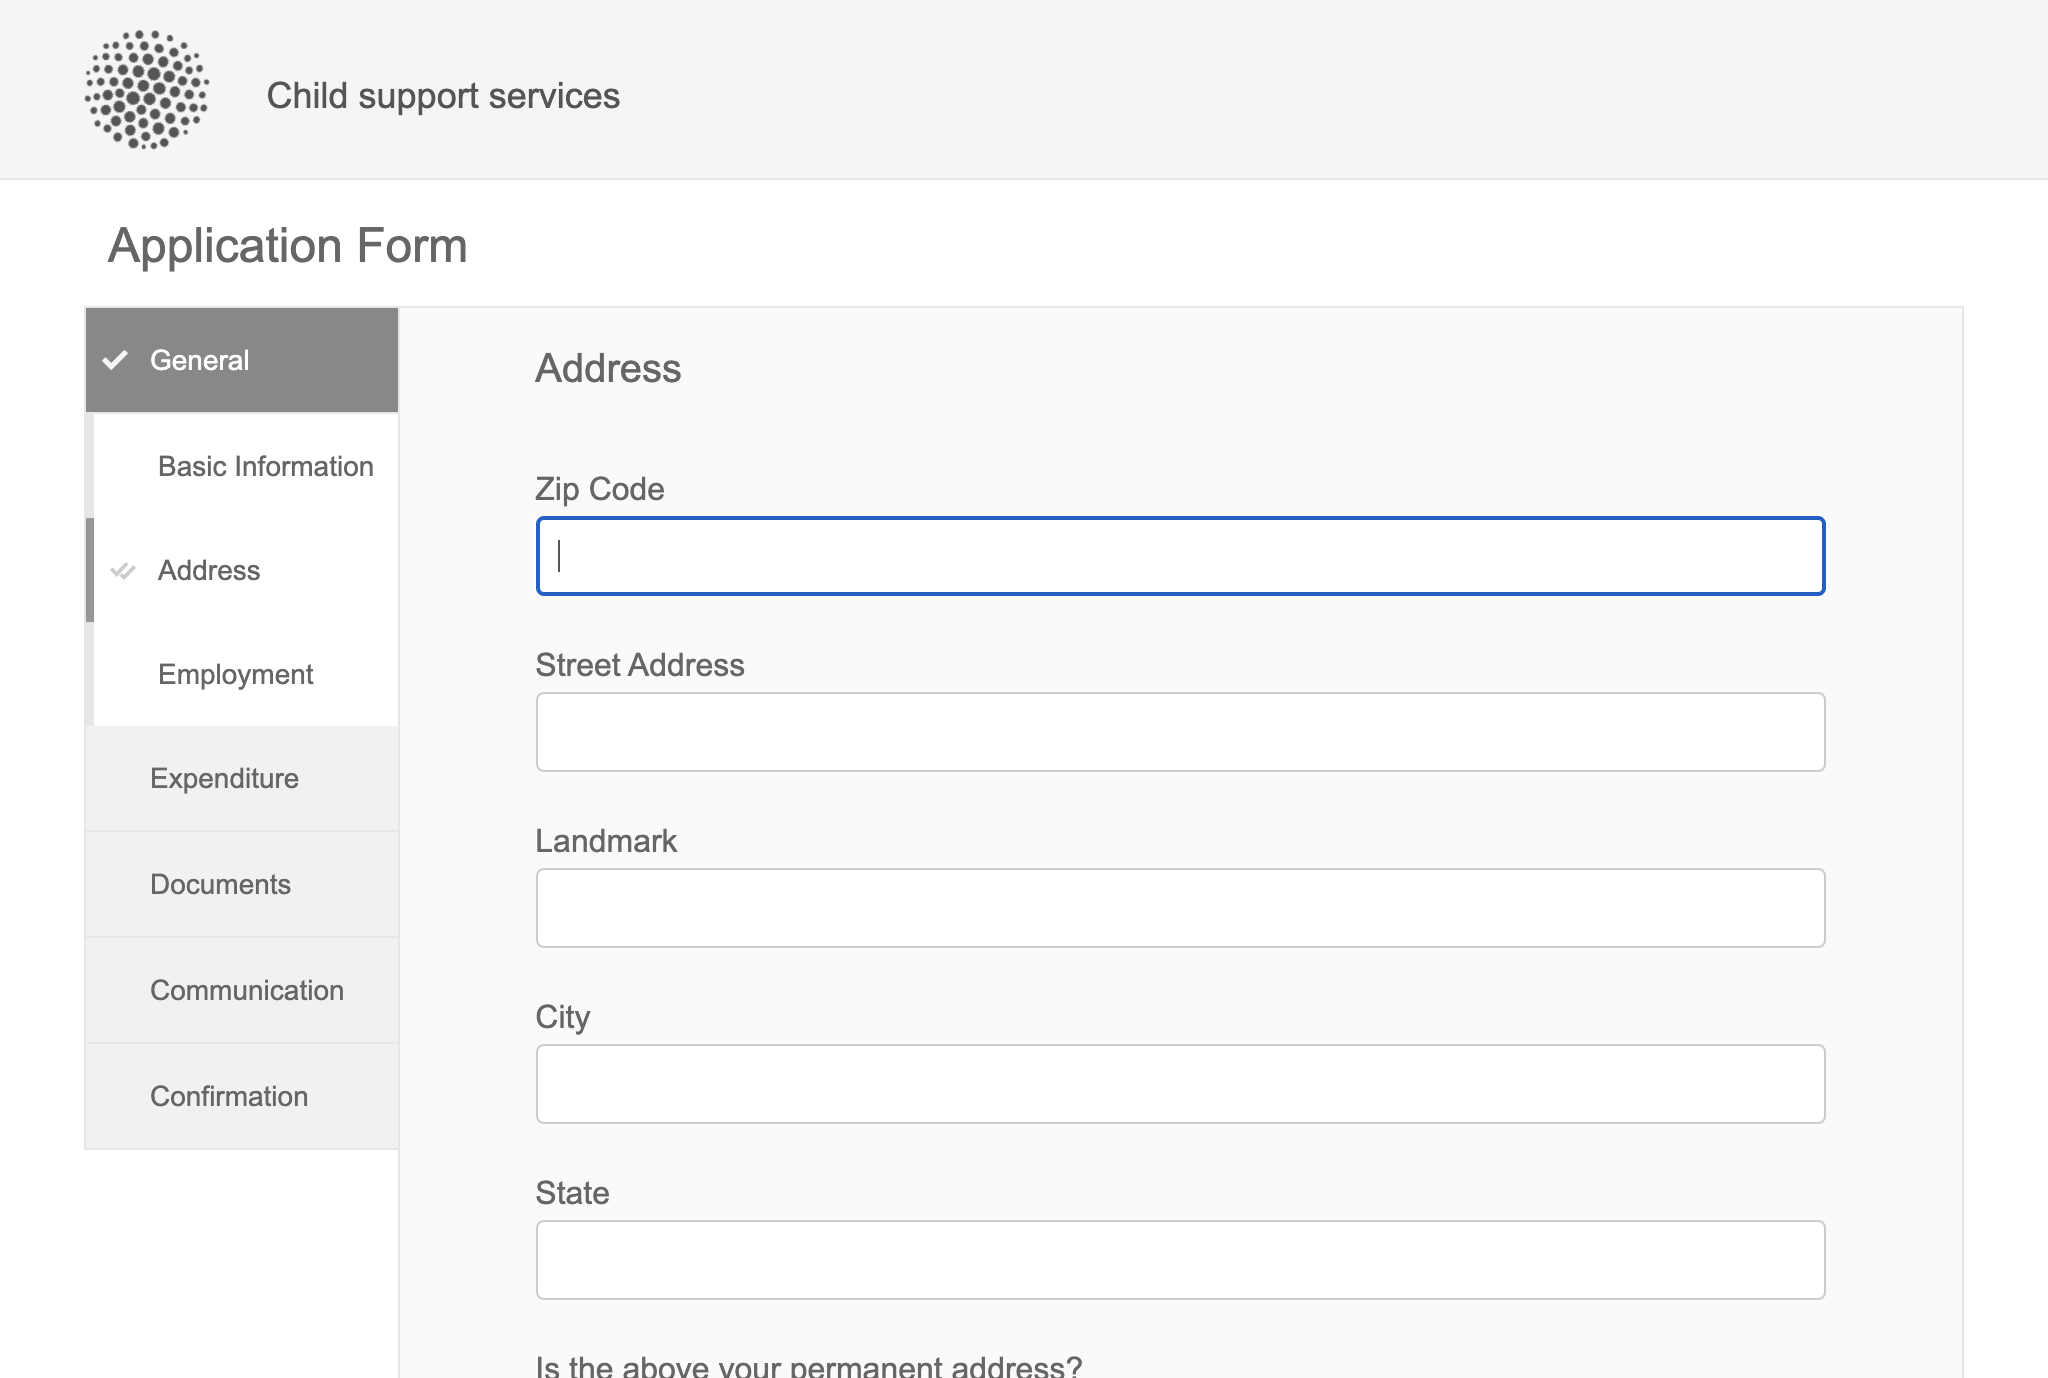 Child support services
Application Form
General
Basic Information
Address
Employment
Expenditure
Documents
Communication
Confirmation
Address
Zip Code
Street Address
Landmark
City
State
Is the above your permanent address?